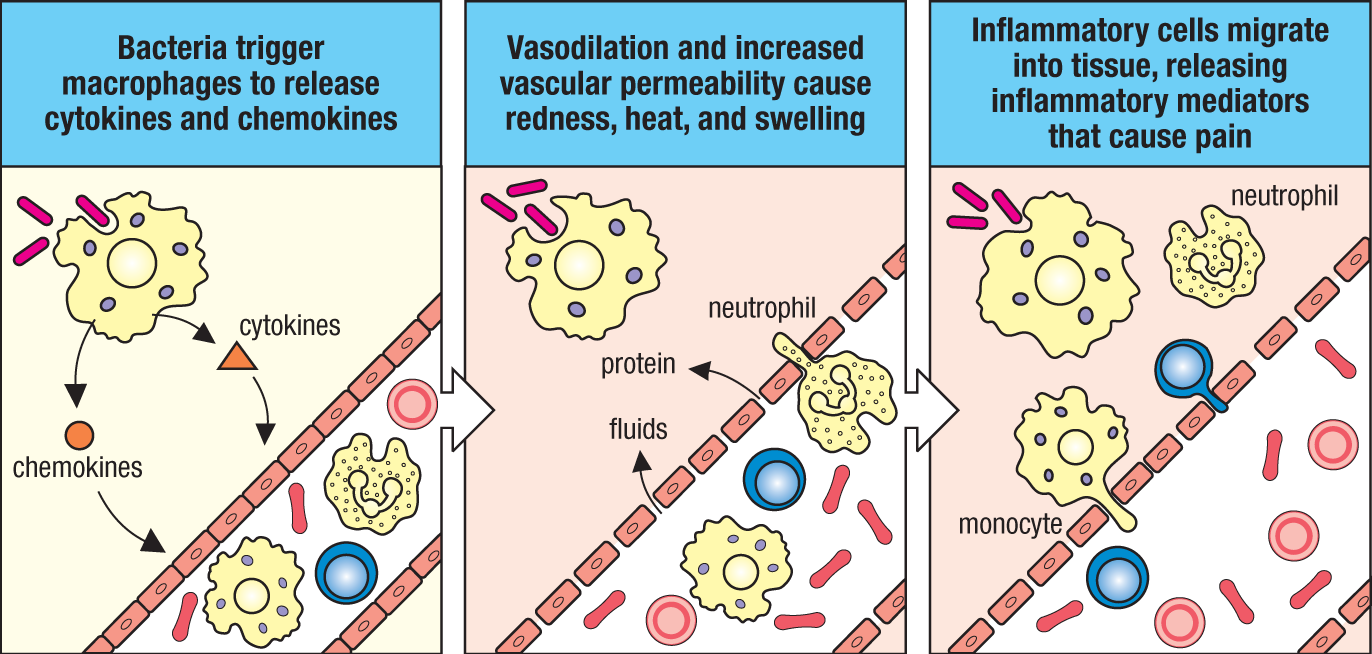 Bacteria trigger
macrophages to release
cytokines and chemokines
cytokines
chemokines
Vasodilation and increased
vascular permeability cause
redness, heat, and swelling
neutrophil
protein
fluids
Inflammatory cells migrate
into tissue, releasing
inflammatory mediators
that cause pain
neutrophil
monocyte